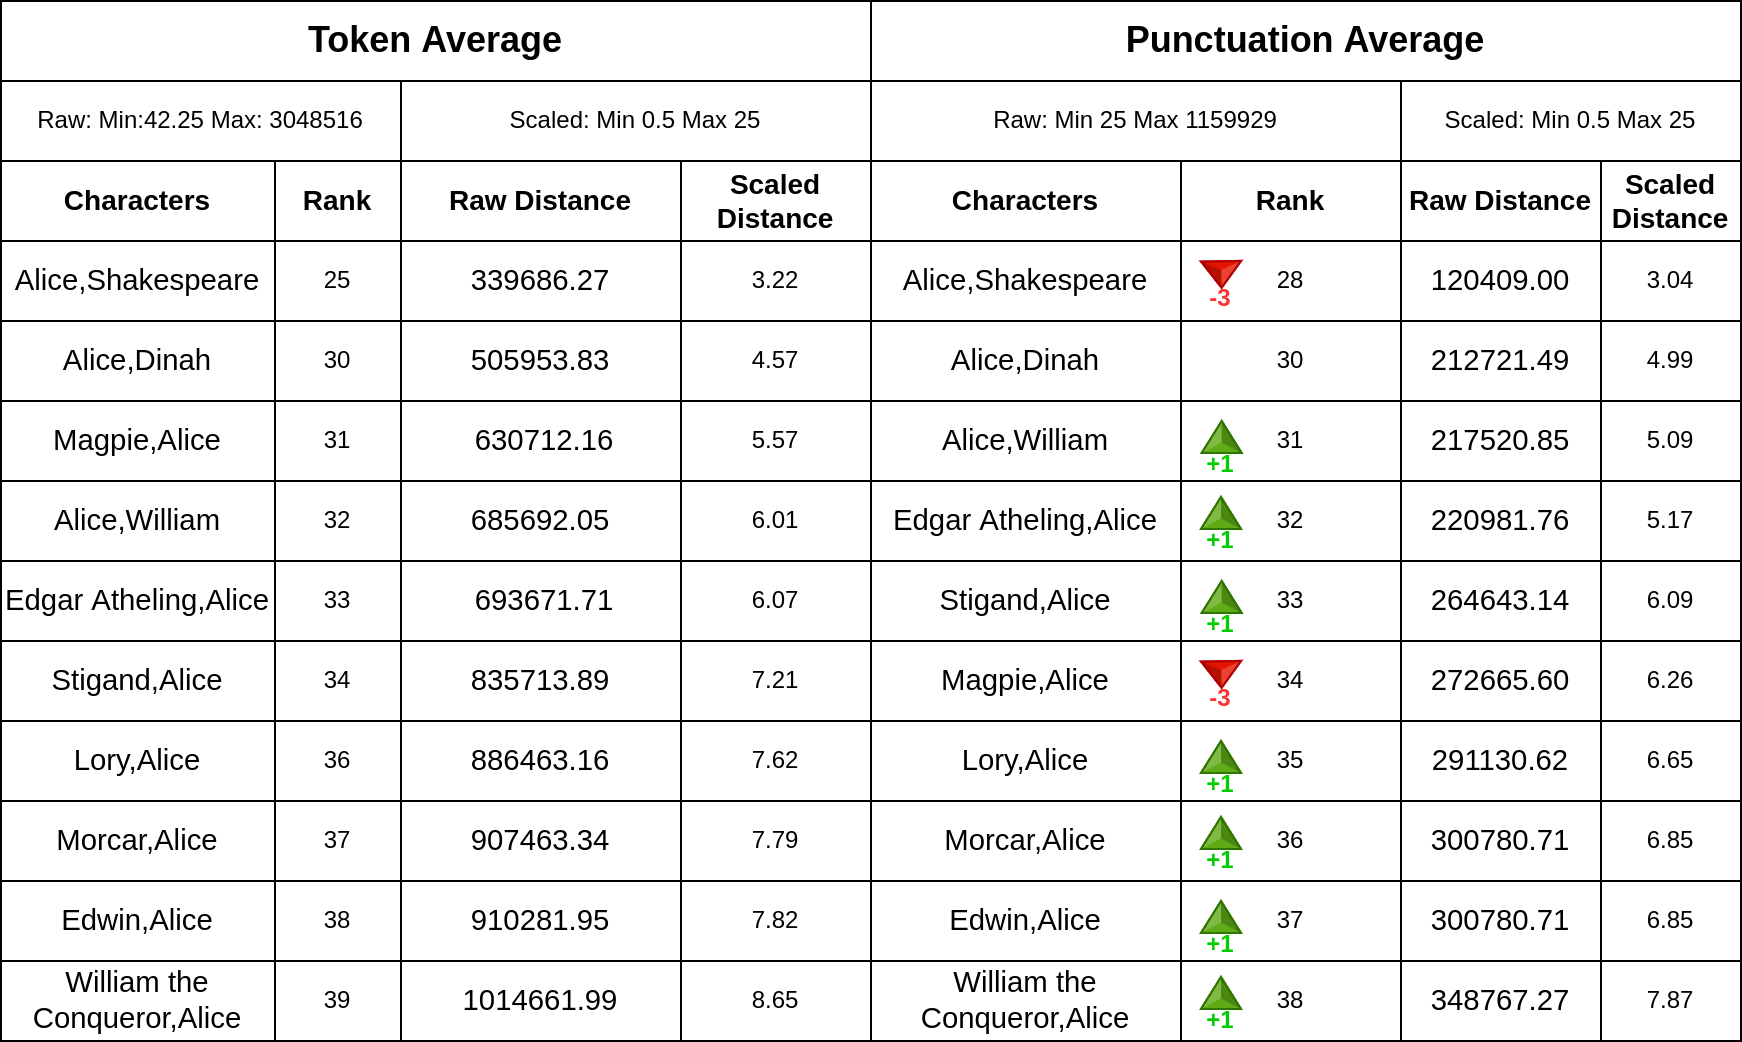 Token Average Punctuation Average
Raw: Min:42.25 Max: 3048516 Scaled: Min 0.5 Max 25 Raw: Min 25 Max 1159929 Scaled: Min 0.5 Max 25
Characters Rank Raw Distance Scaled Distance Characters Rank Raw Distance Scaled Distance
Alice,Shakespeare 25 339686.27 3.22 Alice,Shakespeare -3 28 120409.00 3.04
Alice,Dinah 30 505953.83 4.57 Alice,Dinah 30 212721.49 4.99
Magpie,Alice 31 630712.16 5.57 Alice,William +1 31 217520.85 5.09
Alice,William 32 685692.05 6.01 Edgar Atheling,Alice +1 32 220981.76 5.17
Edgar Atheling,Alice 33 693671.71 6.07 Stigand,Alice +1 33 264643.14 6.09
Stigand,Alice 34 835713.89 7.21 Magpie,Alice -3 34 272665.60 6.26
Lory,Alice 36 886463.16 7.62 Lory,Alice +1 35 291130.62 6.65
Morcar,Alice 37 907463.34 7.79 Morcar,Alice +1 36 300780.71 6.85
Edwin,Alice 38 910281.95 7.82 Edwin,Alice +1 37 300780.71 6.85
William the Conqueror,Alice 39 1014661.99 8.65 William the Conqueror,Alice +1 38 348767.27 7.87